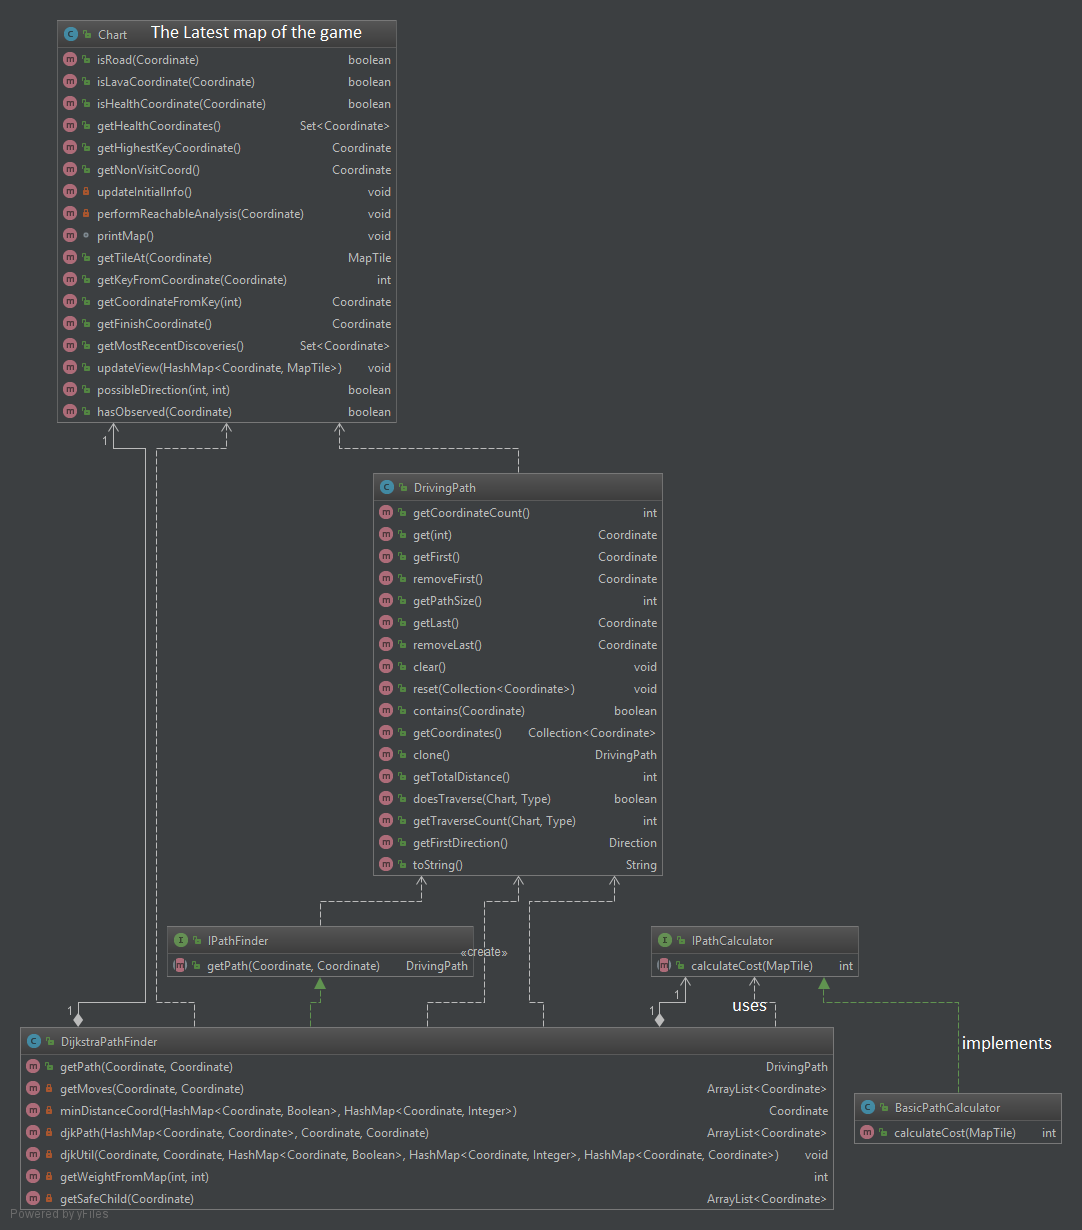 Chart The Latest map of the game
isRoad(Coordinate) boolean
isLavaCoordinate(Coordinate) boolean
isHealthCoordinate(Coordinate) boolean
getHealthCoordinates() Set<Coordinate>
getHighestKeyCoordinate() Coordinate
getNonVisitCoord() Coordinate
updateInitialInfo() void
performReachableAnalysis(Coordinate) void
printMap() void
getTileAt(Coordinate) MapTile
getKeyFromCoordinate(Coordinate) int
getCoordinateFromKey(int) Coordinate
getFinishCoordinate() Coordinate
getMostRecentDiscoveries() Set<Coordinate>
updateView(HashMap<Coordinate, MapTile>) void
possibleDirection(int, int) boolean
hasObserved(Coordinate) boolean
1
DrivingPath
getCoordinateCount() int
get(int) Coordinate
getFirst() Coordinate
removeFirst() Coordinate
getPathSize() int
getLast() Coordinate
removeLast() Coordinate
clear() void
reset(Collection<Coordinate>) void
contains(Coordinate) boolean
getCoordinates() Collection<Coordinate>
clone() DrivingPath
getTotalDistance() int
doesTraverse(Chart, Type) boolean
getTraverseCount(Chart, Type) int
getFirstDirection() Direction
toString() String
IPathFinder
getPath(Coordinate, Coordinate) DrivingPath
«create»
IPathCalculator
calculateCost(MapTile) int
1
uses
1
1
implements
DijkstraPathFinder
getPath(Coordinate, Coordinate) DrivingPath
getMoves(Coordinate, Coordinate) ArrayList<Coordinate>
minDistanceCoord(HashMap<Coordinate, Boolean>, HashMap<Coordinate, Integer>) Coordinate
djkPath(HashMap<Coordinate, Coordinate>, Coordinate, Coordinate) ArrayList<Coordinate>
djkUtil(Coordinate, Coordinate, HashMap<Coordinate, Boolean>, HashMap<Coordinate, Integer>, HashMap<Coordinate, Coordinate>) void
getWeightFromMap(int, int) int
getSafeChild(Coordinate) ArrayList<Coordinate>
BasicPathCalculator
calculateCost(MapTile) int
Powered by yFiles